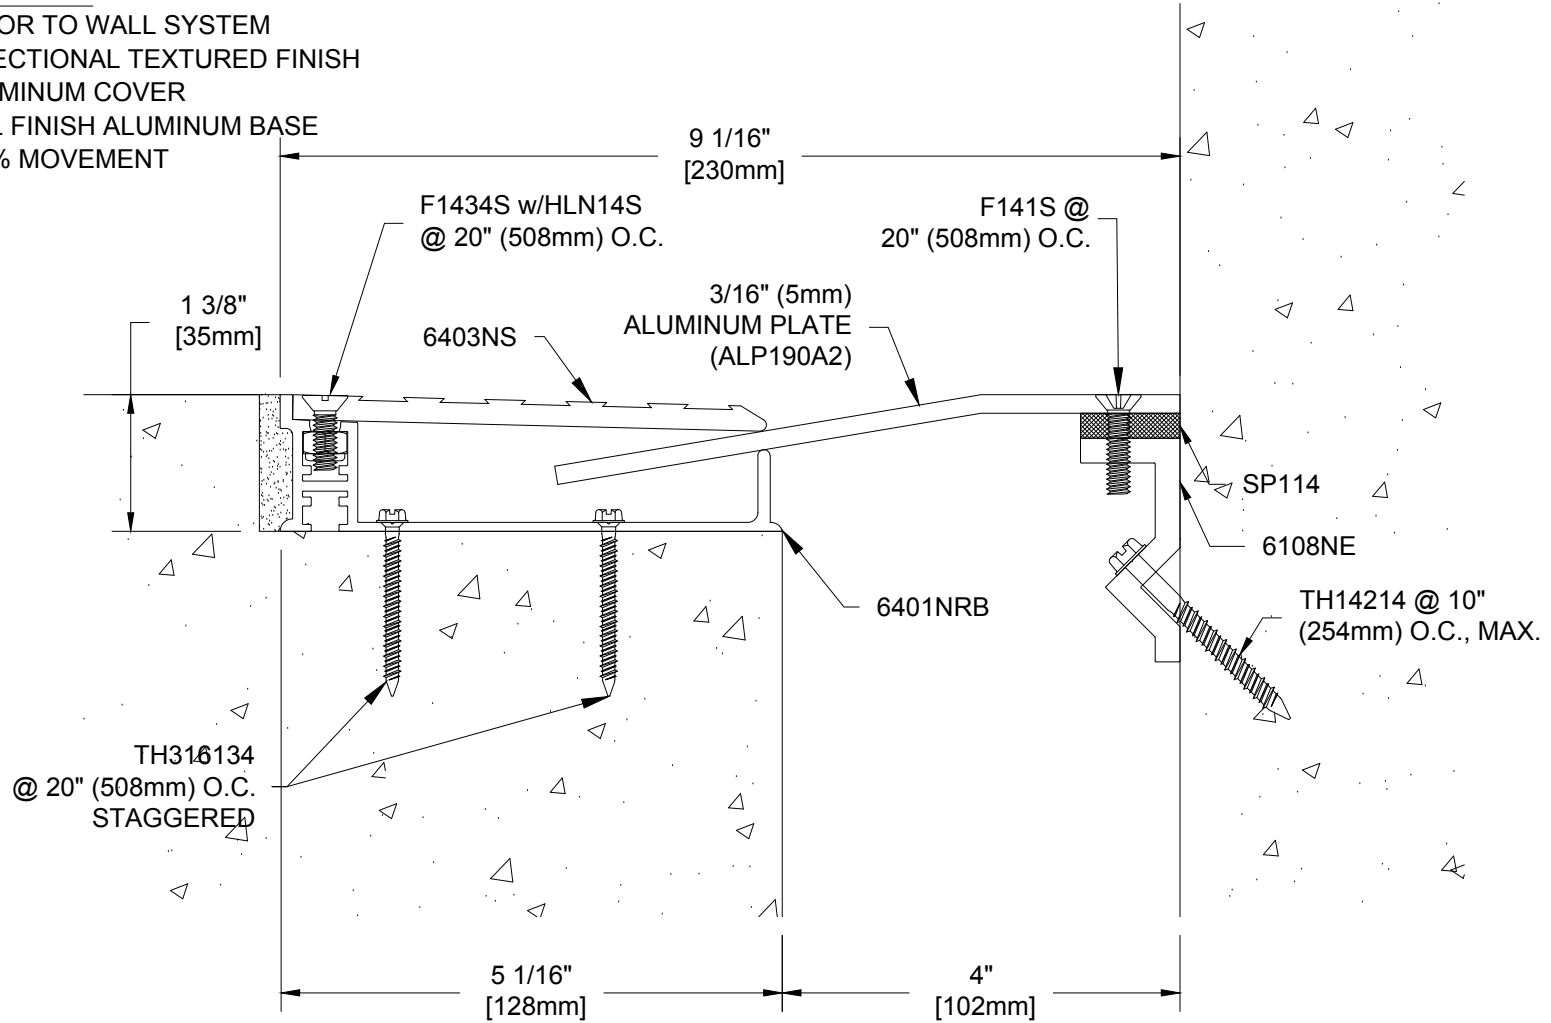 OR TO WALL SYSTEM
ECTIONAL TEXTURED FINISH
MINUM COVER
FINISH ALUMINUM BASE
% MOVEMENT
9 1/16"
[230mm]
F1434S w/HLN14S
@ 20" (508mm) O.C.
F141S @
20" (508mm) O.C.
1 3/8"
[35mm]
6403NS
3/16" (5mm)
ALUMINUM PLATE
(ALP190A2)
SP114
6108NE
6401NRB
TH14214 @ 10"
(254mm) O.C., MAX.
TH316134
@ 20" (508mm) O.C.
STAGGERED
5 1/16"
[128mm]
4"
[102mm]